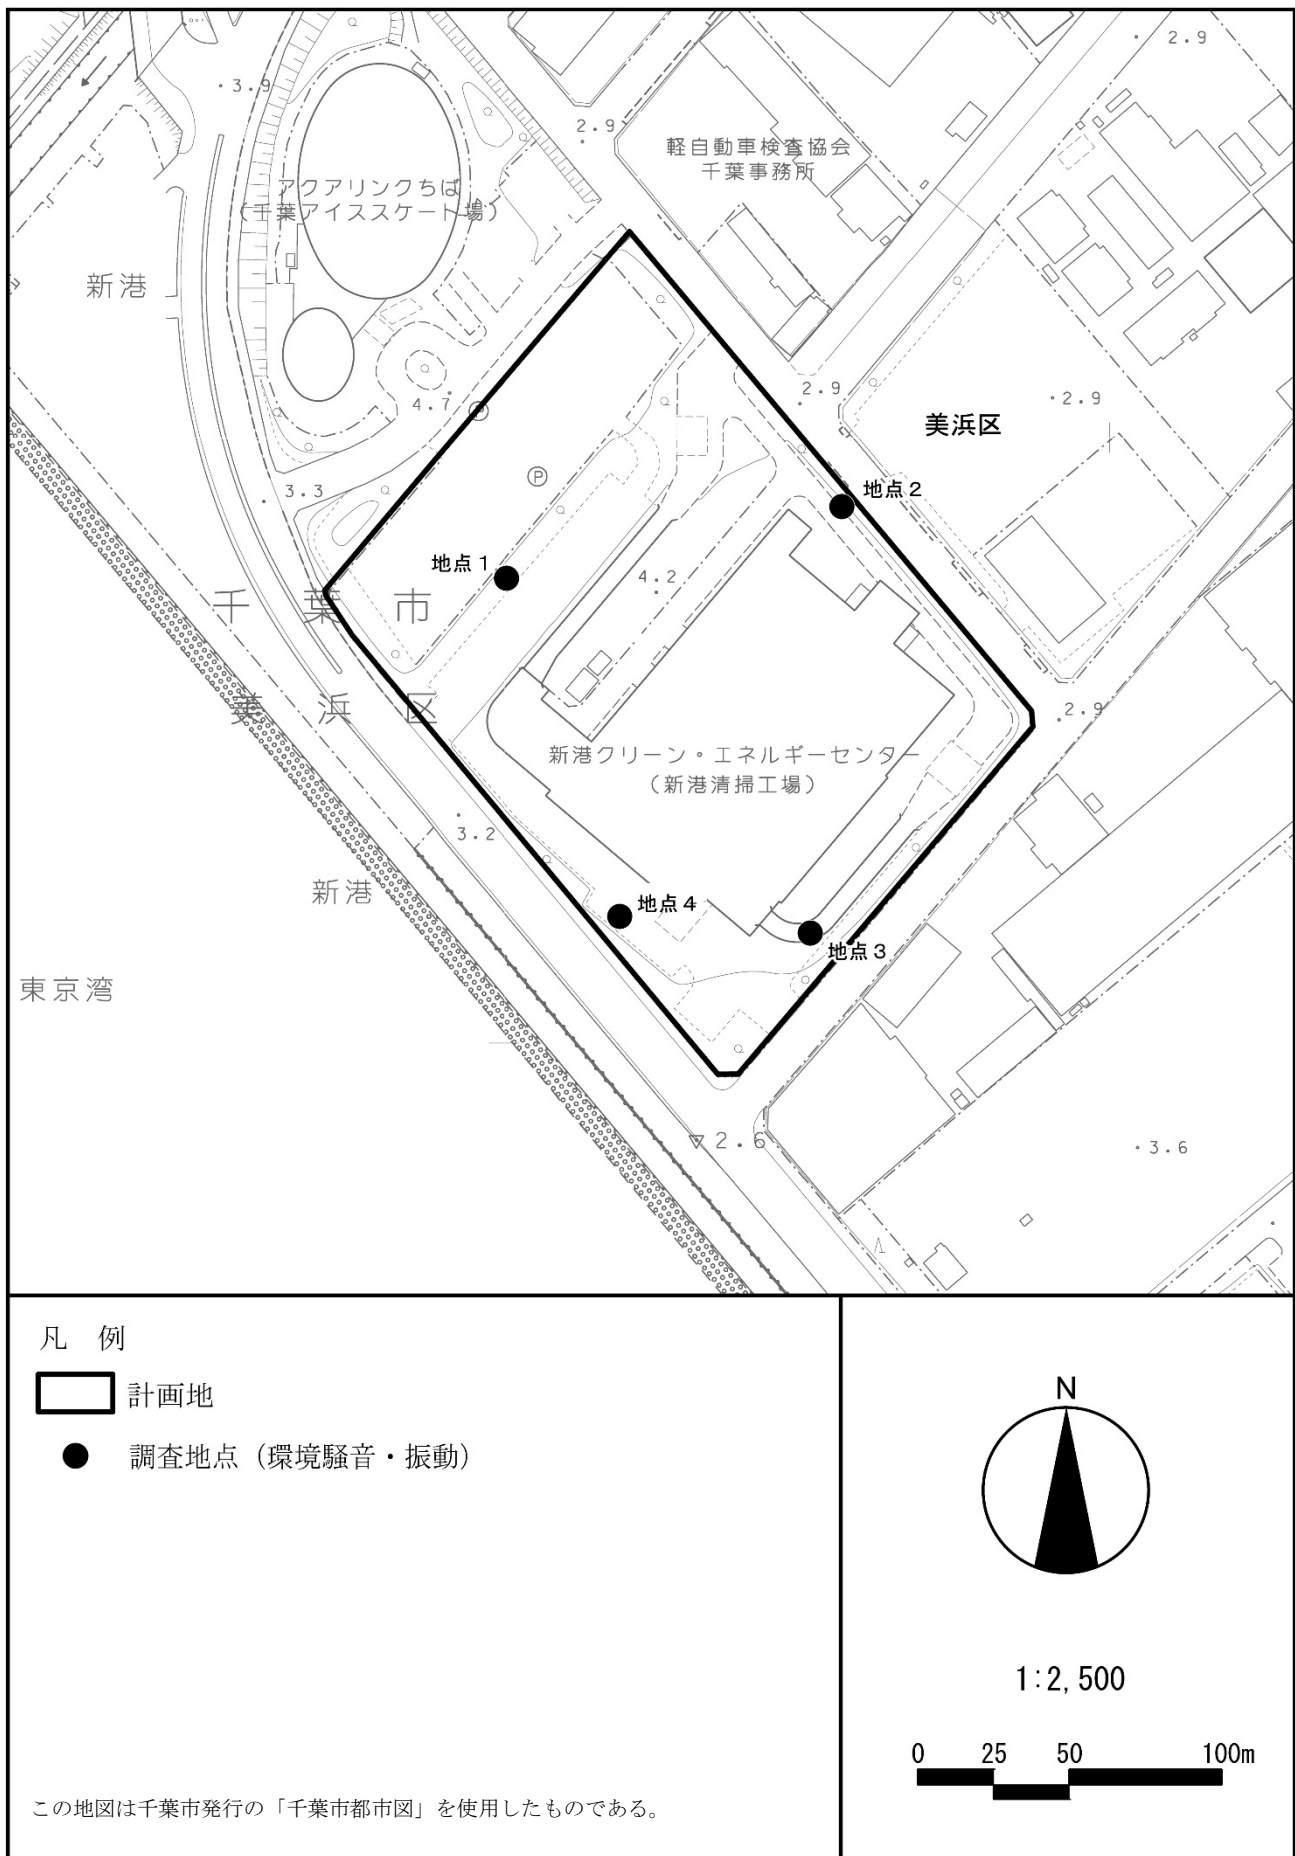 2.9
3.9
2.9
軽自動車検査協会
千葉事務所
アクアリンクちば
(千葉アイススケート場)
新港
2.9
2.9
4.7
Ⓟ
美浜区
Ⓟ
3.3
地点2
地点1
4.2
千葉市
美浜区
2.9
新港クリーン・エネルギーセンター
(新港清掃工場)
3.2
新港
地点4
地点3
東京湾
2.6
3.6
凡 例
計画地
調査地点(環境騒音・振動)
この地図は千葉市発行の「千葉市都市図」を使用したものである。
N
1:2,500
0 25 50 100m